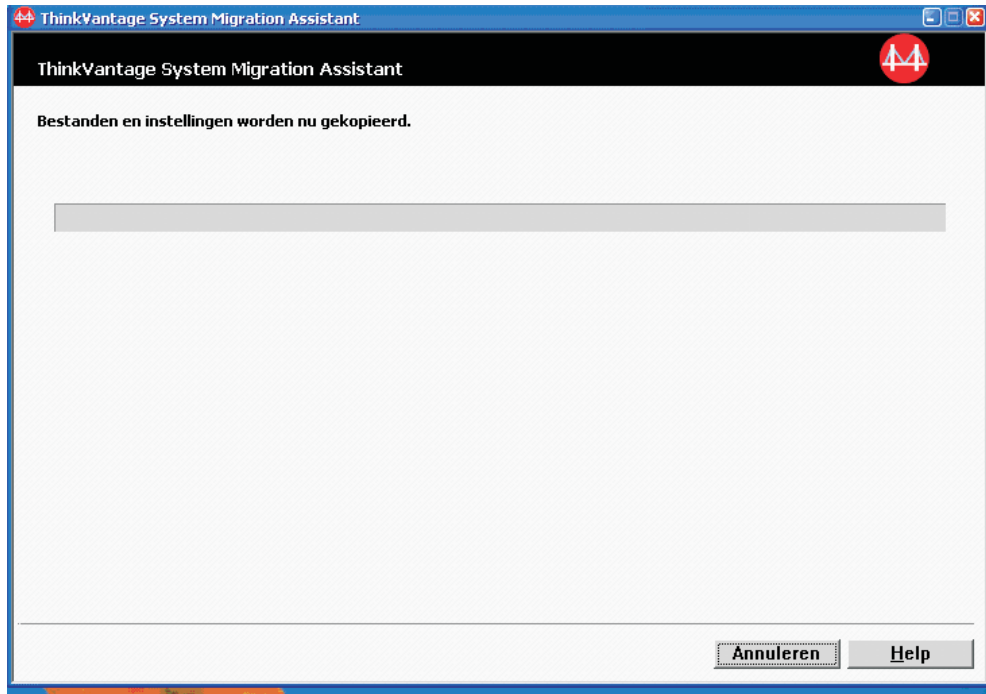 ThinkVantage System Migration Assistant
ThinkVantage System Migration Assistant
Bestanden en instellingen worden nu gekopieerd.
Annuleren
Help